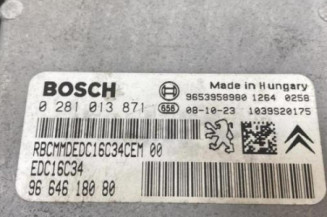 BOSCH
Made in Hungary
9653958980 1264 0258
0 281 013 871 656 08-10-23 1039S20175
RBCMMDEDC16C34CEM 00
EDC16C34
96 646 180 80